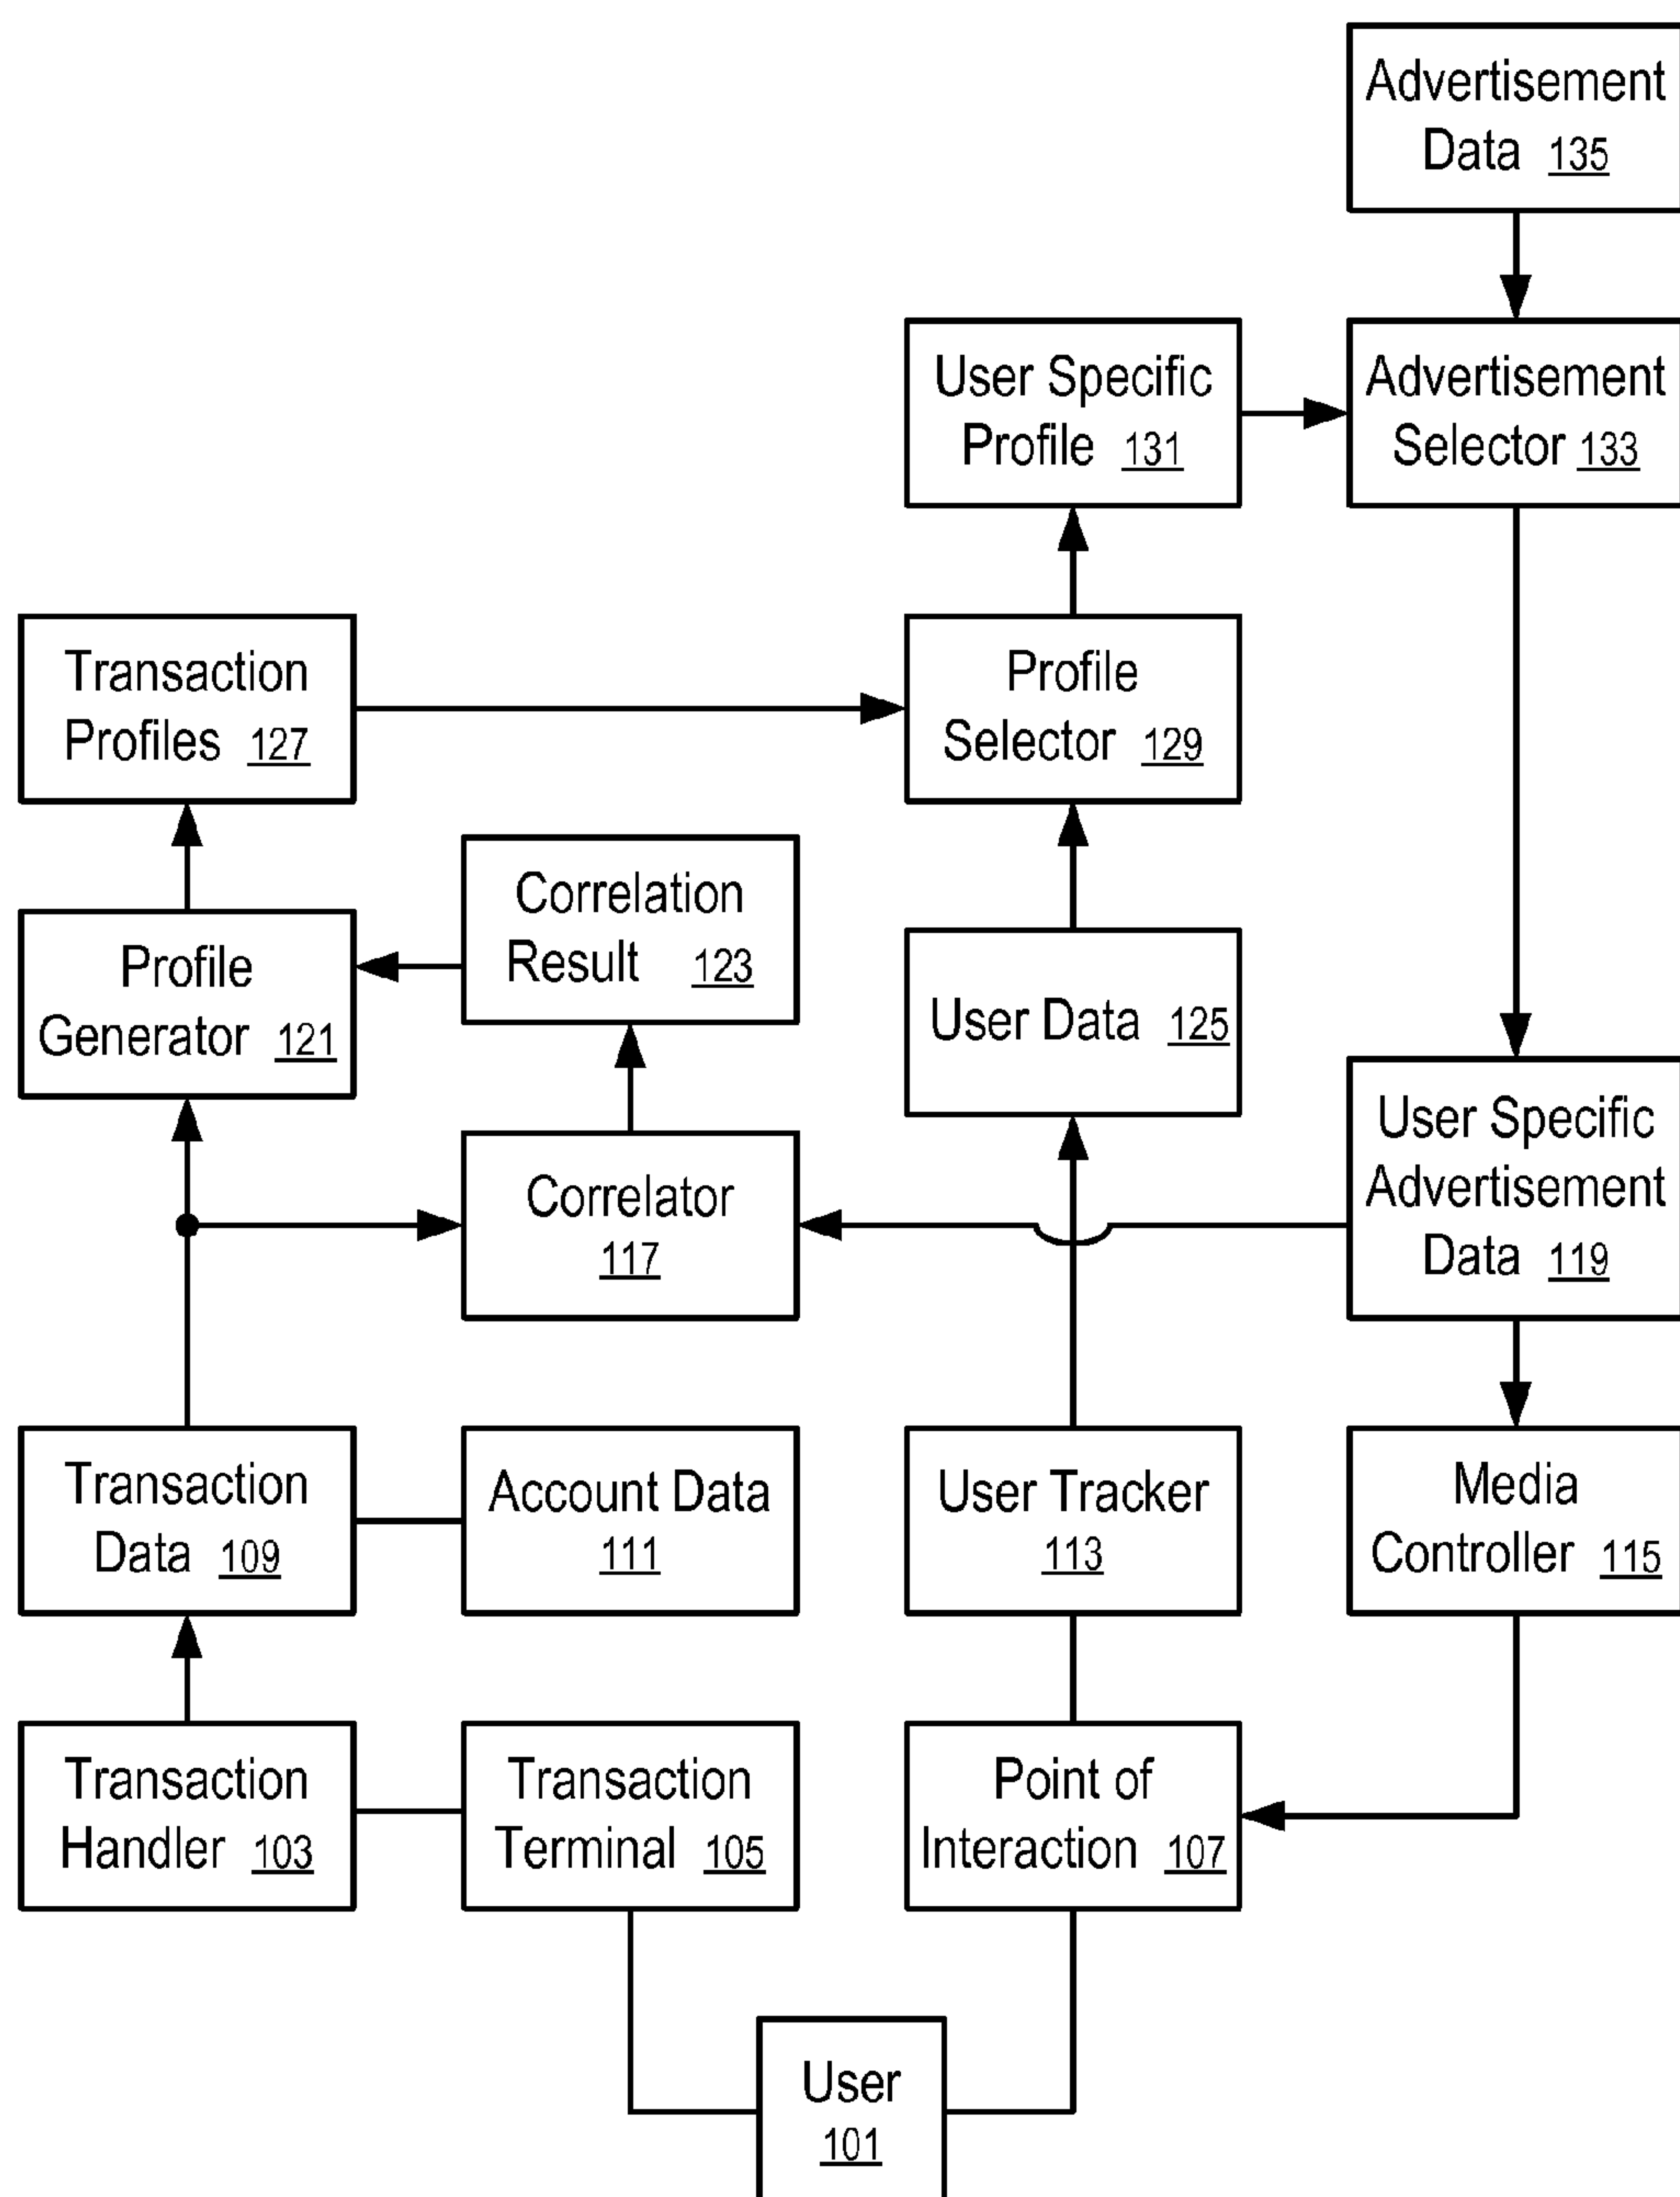 Advertisement
Data 135
User Specific
Profile 131
Advertisement
Selector 133
Transaction
Profiles 127
Profile
Selector 129
Correlation
Result 123
Profile
Generator 121
User Data 125
User Specific
Advertisement
Data 119
Correlator
117
Transaction
Data 109
Account Data
111
User Tracker
113
Media
Controller 115
Transaction
Handler 103
Transaction
Terminal 105
Point of
Interaction 107
User
101